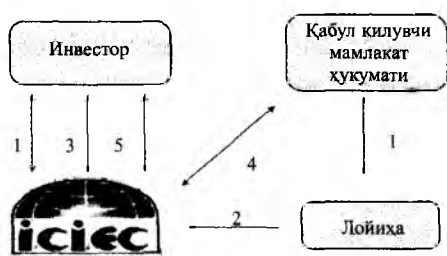 Инвестор
Қабул қилувчи
мамлакат
ҳукумати
1
3
5
4
1
2
iCiEC
Лойиҳа